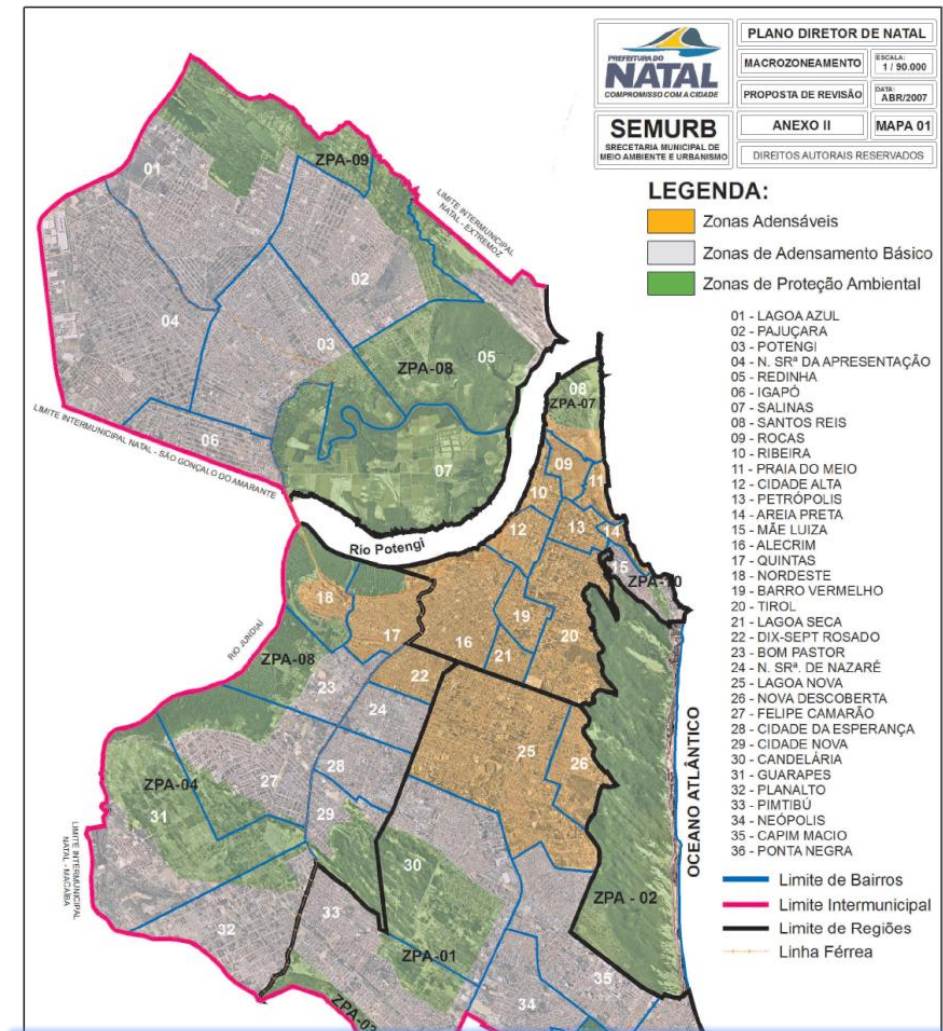 PREFEITURA DO
NATAL
COMPROMISSO COM A CIDADE
SEMURB
SRECRETARIA MUNICIPAL DE
MEIO AMBIENTE E URBANISMO
PLANO DIRETOR DE NATAL
MACROZONEAMENTO
ESCALA:
1 / 90.000
PROPOSTA DE REVISÃO
DATA:
ABR/2007
ANEXO II
MAPA 01
DIREITOS AUTORAIS RESERVADOS
LEGENDA:
Zonas Adensáveis
Zonas de Adensamento Básico
Zonas de Proteção Ambiental
01 - LAGOA AZUL
02 - PAJUÇARA
03 - POTENGI
04 - N. SRª DA APRESENTAÇÃO
05 - REDINHA
06 - IGAPÓ
07 - SALINAS
08 - SANTOS REIS
09 - ROCAS
10 - RIBEIRA
11 - PRAIA DO MEIO
12 - CIDADE ALTA
13 - PETRÓPOLIS
14 - AREIA PRETA
15 - MÃE LUIZA
16 - ALECRIM
17 - QUINTAS
18 - NORDESTE
19 - BARRO VERMELHO
20 - TIROL
21 - LAGOA SECA
22 - DIX-SEPT ROSADO
23 - BOM PASTOR
24 - N. SRª. DE NAZARÉ
25 - LAGOA NOVA
26 - NOVA DESCOBERTA
27 - FELIPE CAMARÃO
28 - CIDADE DA ESPERANÇA
29 - CIDADE NOVA
30 - CANDELÁRIA
31 - GUARAPES
32 - PLANALTO
33 - PIMTIBÚ
34 - NEÓPOLIS
35 - CAPIM MACIO
36 - PONTA NEGRA
Limite de Bairros
Limite Intermunicipal
Limite de Regiões
Linha Férrea
ZPA-09
01
LIMITE INTERMUNICIPAL
NATAL - EXTREMOZ
02
04
03
05
ZPA-08
08
ZPA-07
LIMITE INTERMUNICIPAL NATAL - SÃO GONÇALO DO AMARANTE
06
07
09
10
11
12
13
14
Río Potengi
15
ZPA-10
18
19
20
17
16
21
RIO JUNDIAÍ
ZPA-08
22
23
24
25
26
OCEANO ATLÂNTICO
27
28
ZPA-04
31
29
30
LIMITE INTERMUNICIPAL
NATAL - MACAÍBA
ZPA - 02
33
32
ZPA-01
35
34
ZPA-03